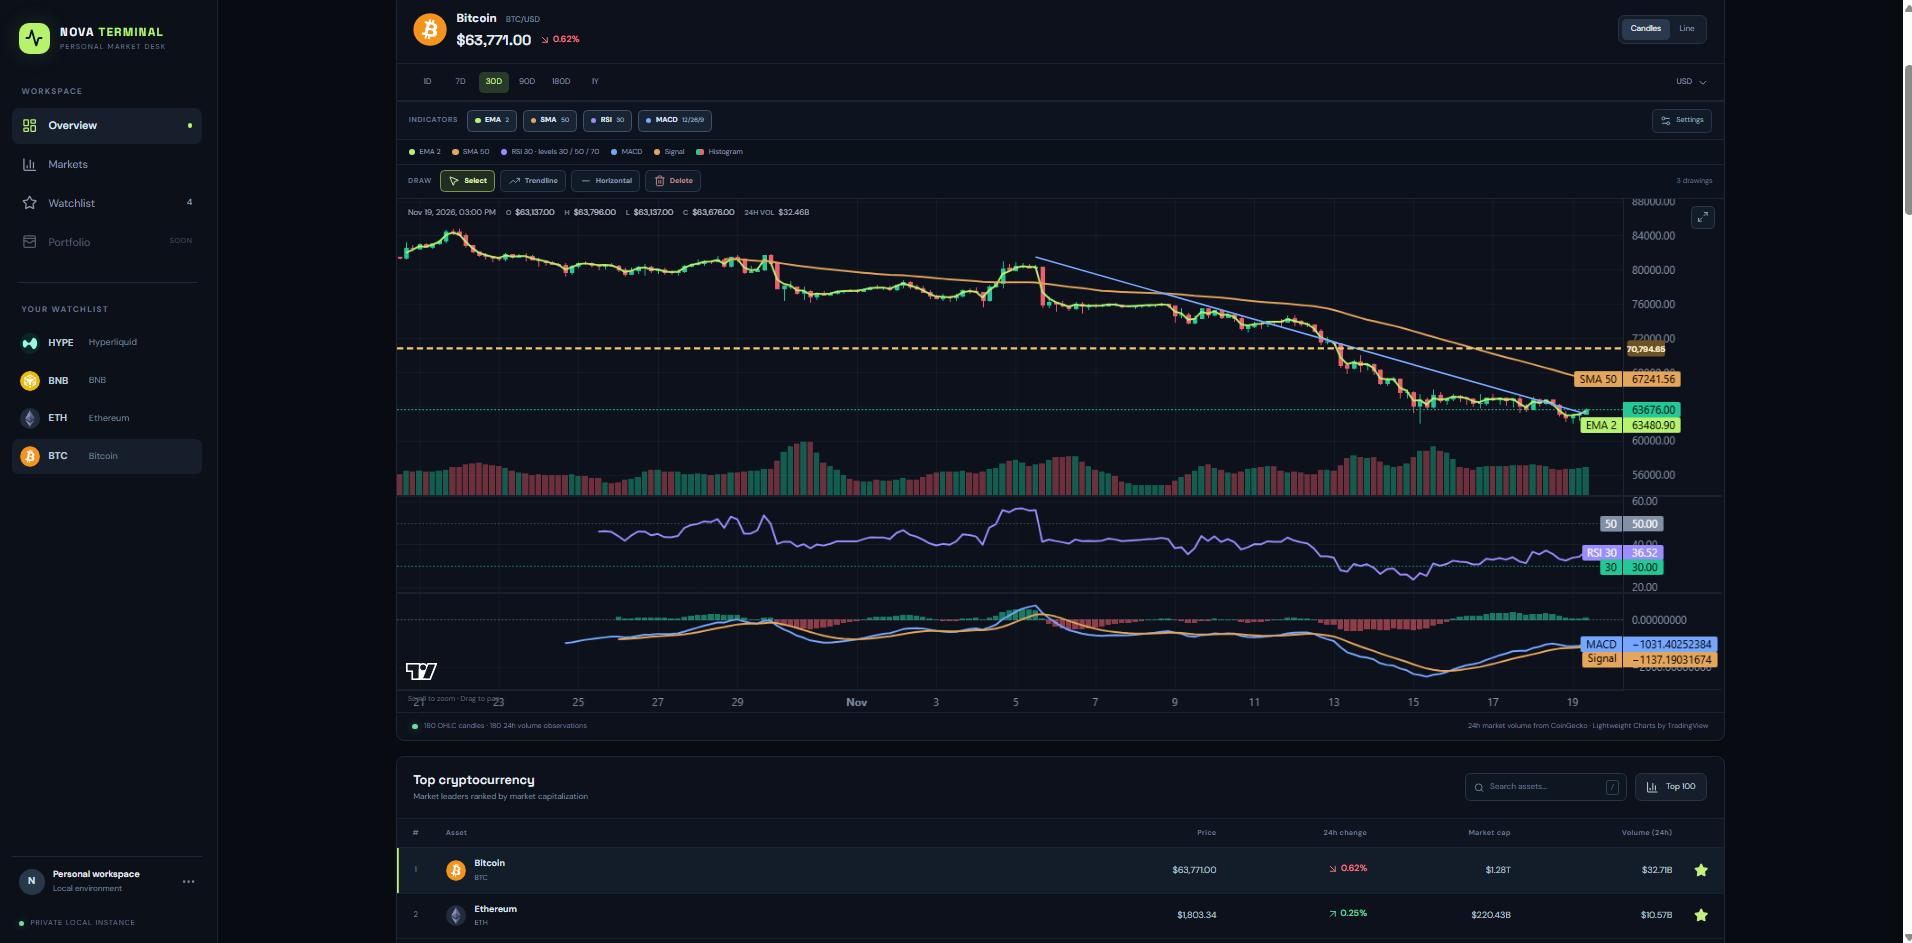 NOVA TERMINAL
PERSONAL MARKET DESK
WORKSPACE
Overview
Markets
Watchlist 4
Portfolio SOON
YOUR WATCHLIST
HYPE Hyperliquid
BNB BNB
ETH Ethereum
BTC Bitcoin
N Personal workspace
Local environment
PRIVATE LOCAL INSTANCE
Bitcoin BTC/USD
$63,771.00 0.62%
Candles Line
1D 7D 30D 90D 180D 1Y USD
INDICATORS EMA 2 SMA 50 RSI 30 MACD 12/26/9 Settings
EMA 2 SMA 50 RSI 30 · levels 30 / 50 / 70 MACD Signal Histogram
DRAW Select Trendline Horizontal Delete 3 drawings
Nov 19, 2026, 03:00 PM O $63,137.00 H $63,796.00 L $63,137.00 C $63,676.00 24H VOL $32.46B
88000.00
84000.00
80000.00
76000.00
72000.00
70,794.65
SMA 50 67241.56
63676.00
EMA 2 63480.90
60000.00
56000.00
60.00
50 50.00
40.00
RSI 30 36.52
30 30.00
20.00
0.00000000
MACD −1031.40252384
Signal −1137.19031674
Scroll to zoom · Drag to pan
21 23 25 27 29 Nov 3 5 7 9 11 13 15 17 19
180 OHLC candles · 180 24h volume observations
24h market volume from CoinGecko · Lightweight Charts by TradingView
Top cryptocurrency
Market leaders ranked by market capitalization
Search assets... /
Top 100
# Asset Price 24h change Market cap Volume (24h)
1 Bitcoin BTC $63,771.00 0.62% $1.28T $32.71B
2 Ethereum ETH $1,803.34 0.25% $220.43B $10.57B